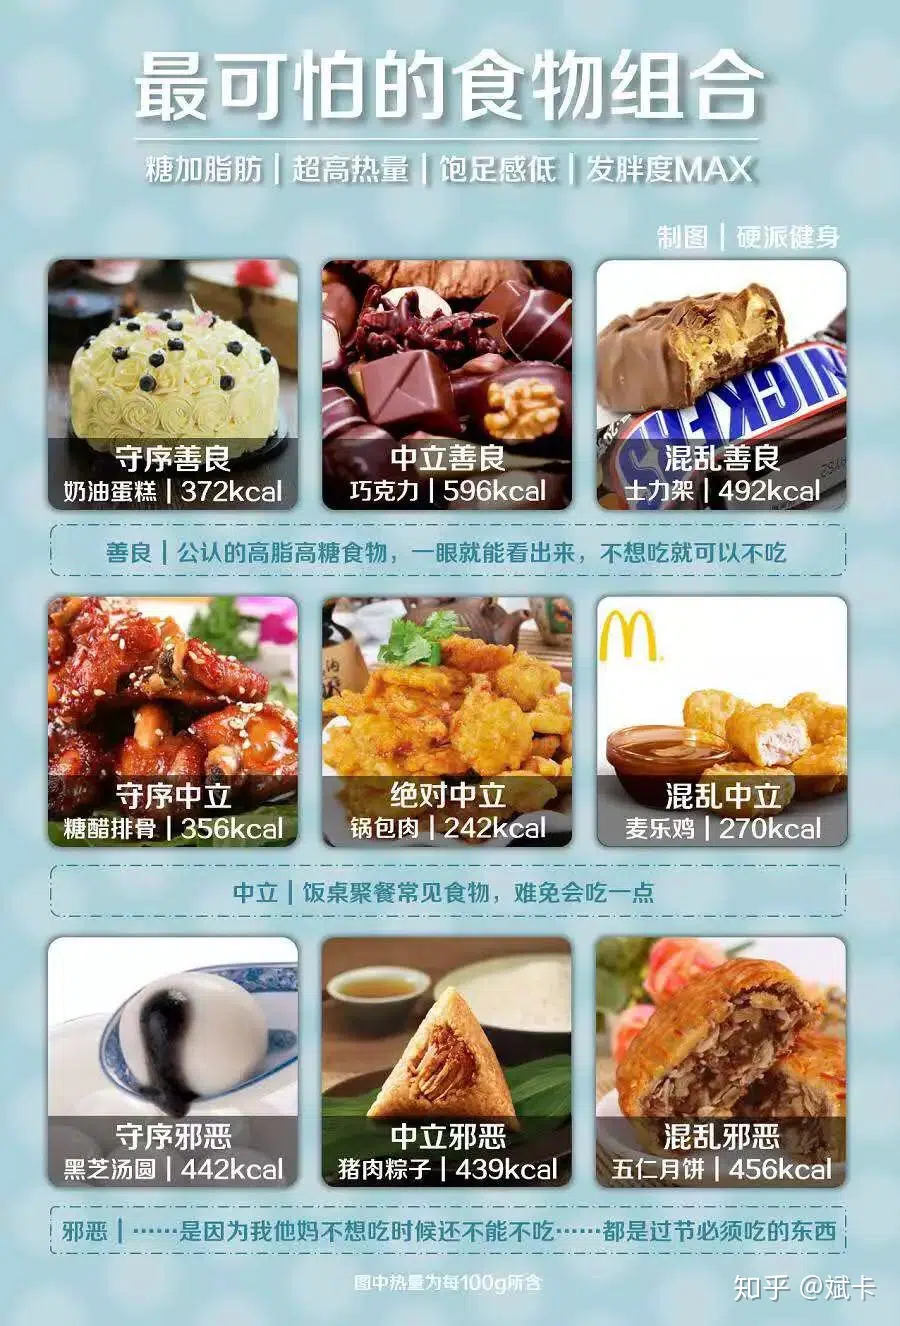 最可怕的食物组合
糖加脂肪 | 超高热量 | 饱足感低 | 发胖度MAX
制图 | 硬派健身
NICKERS
守序善良
奶油蛋糕 | 372kcal
中立善良
巧克力 | 596kcal
混乱善良
士力架 | 492kcal
善良 | 公认的高脂高糖食物，一眼就能看出来，不想吃就可以不吃
守序中立
糖醋排骨 | 356kcal
绝对中立
锅包肉 | 242kcal
混乱中立
麦乐鸡 | 270kcal
中立 | 饭桌聚餐常见食物，难免会吃一点
守序邪恶
黑芝汤圆 | 442kcal
中立邪恶
猪肉粽子 | 439kcal
混乱邪恶
五仁月饼 | 456kcal
邪恶 | ……是因为我他妈不想吃时候还不能不吃……都是过节必须吃的东西
图中热量为每100g所含
知乎 @斌卡